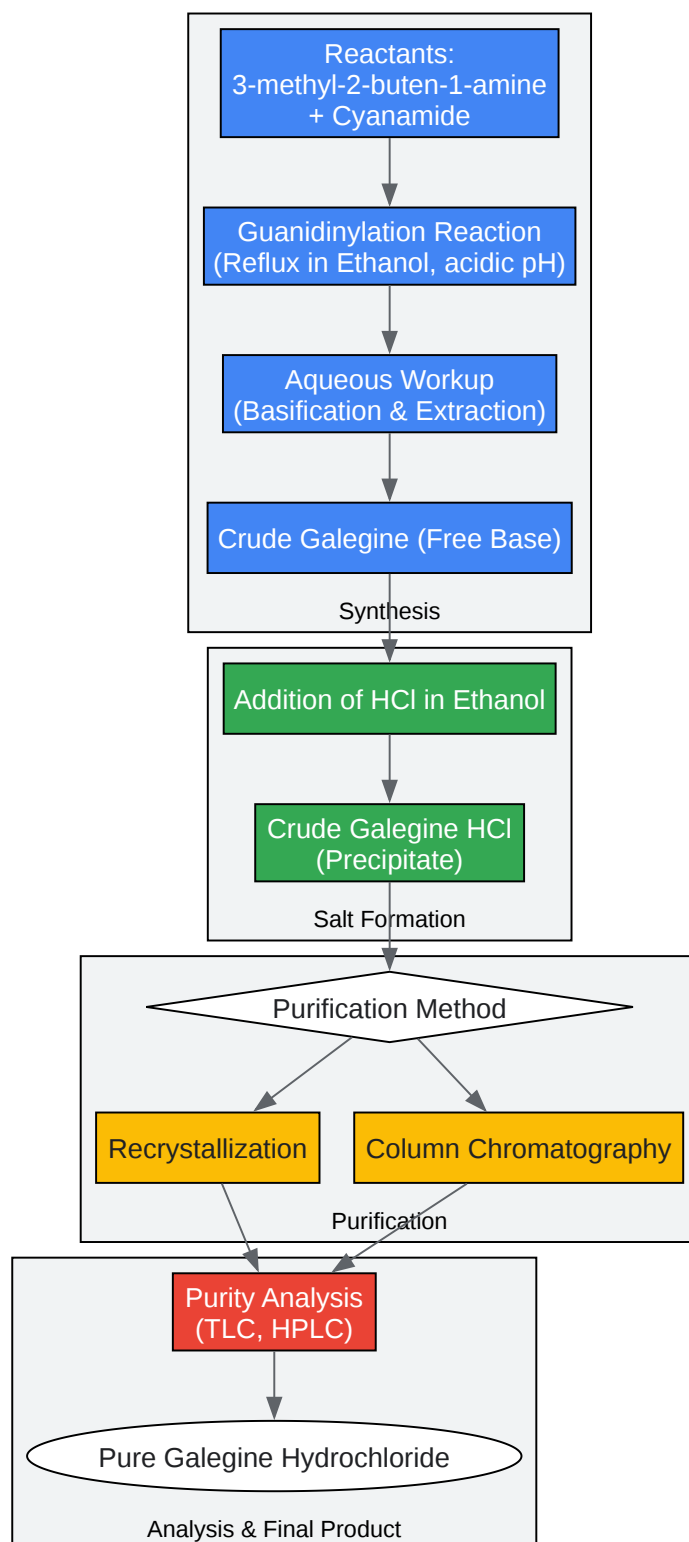 Reactants:
3-methyl-2-buten-1-amine
+ Cyanamide
Guanidinylation Reaction
(Reflux in Ethanol, acidic pH)
Aqueous Workup
(Basification & Extraction)
Crude Galegine (Free Base)
Synthesis
Addition of HCl in Ethanol
Crude Galegine HCl
(Precipitate)
Salt Formation
Purification Method
Recrystallization
Column Chromatography
Purification
Purity Analysis
(TLC, HPLC)
Pure Galegine Hydrochloride
Analysis & Final Product